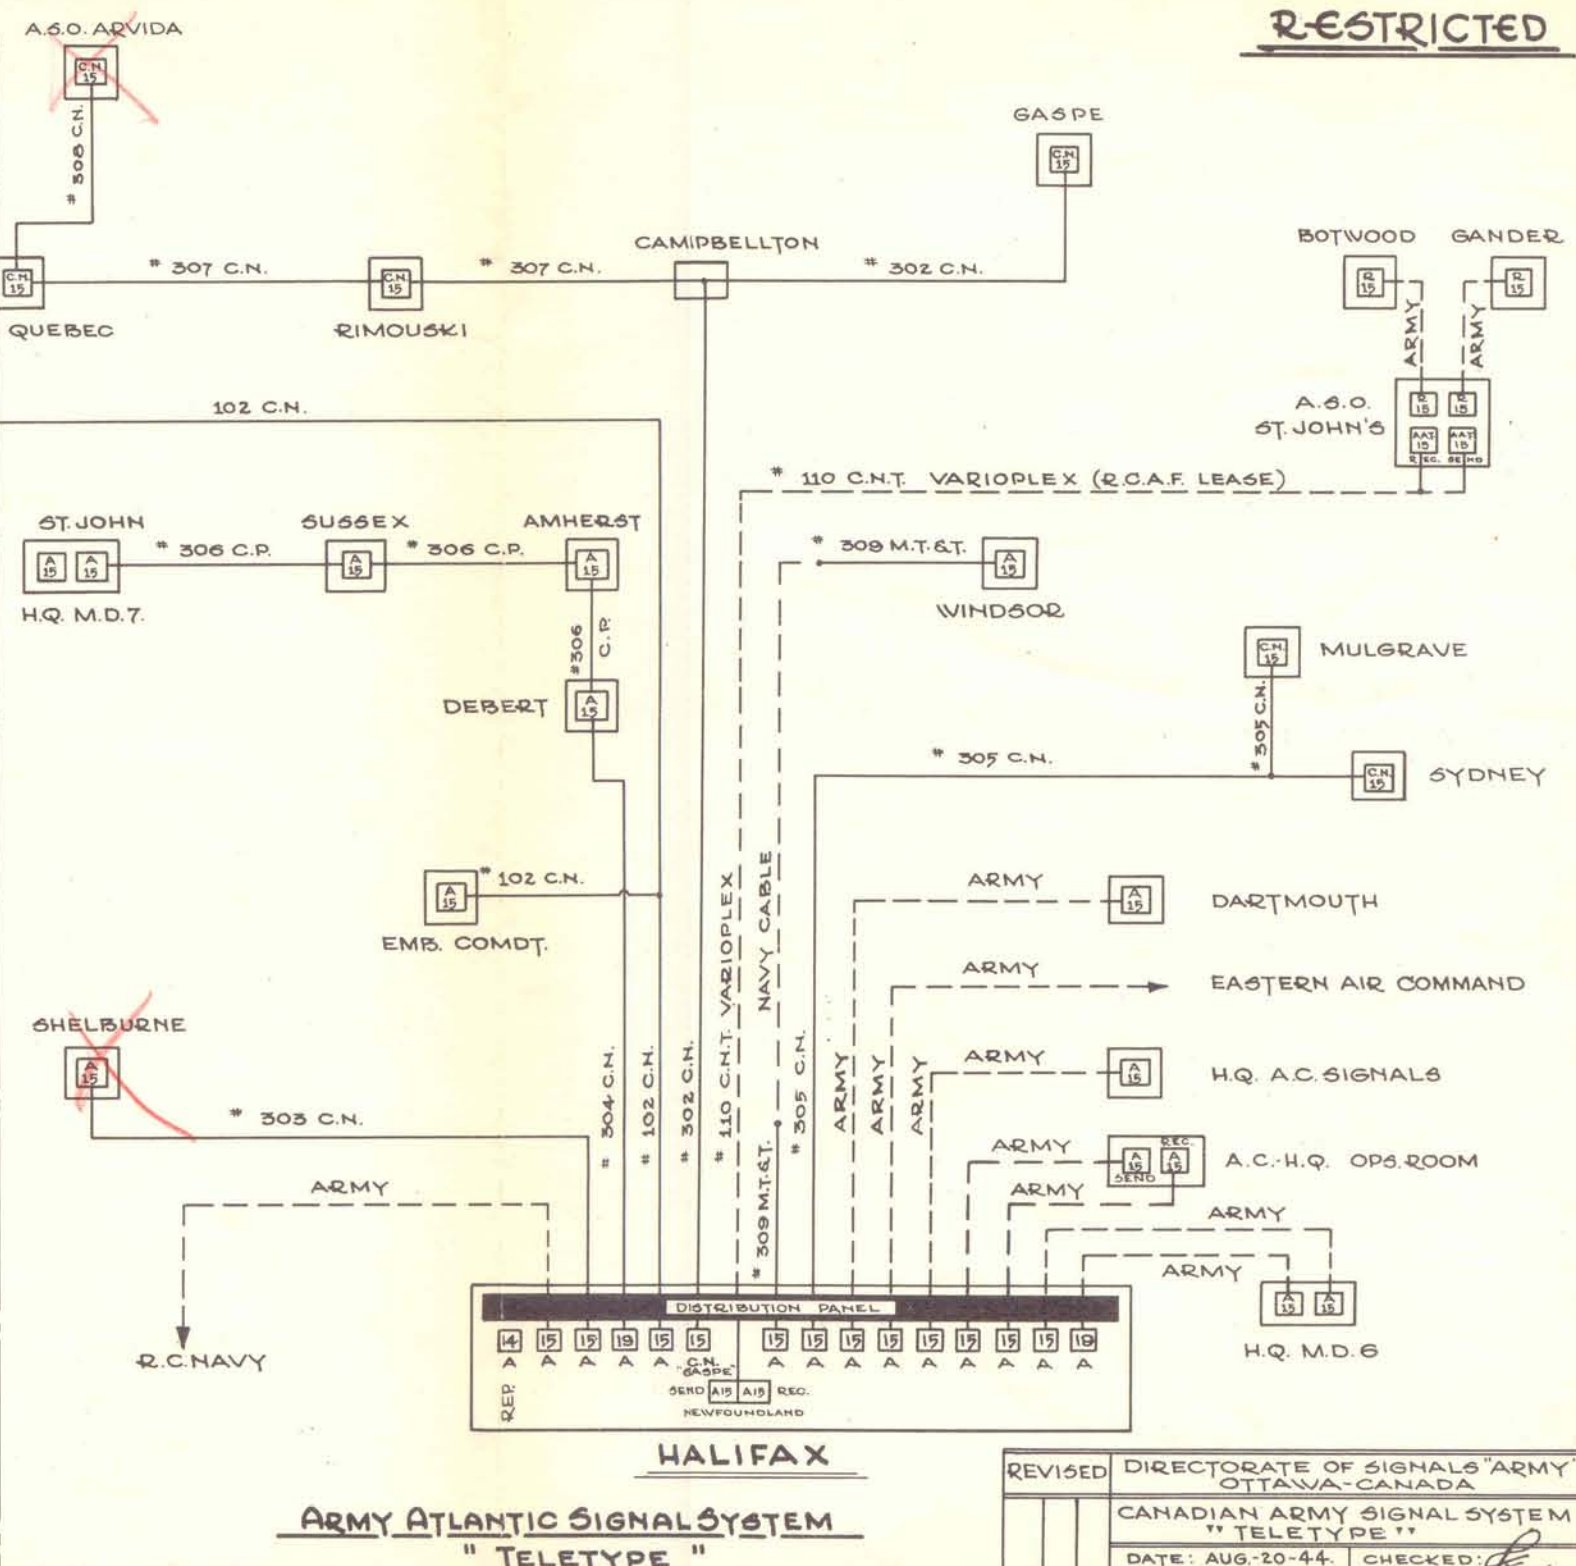 RESTRICTED
A.S.O. ARVIDA
C.N. 15
# 308 C.N.
GASPE
C.N. 15
CAMPBELLTON
# 307 C.N.
# 307 C.N.
# 302 C.N.
C.N. 15
C.N. 15
QUEBEC
RIMOUSKI
BOTWOOD
GANDER
R 15
R 15
ARMY
ARMY
A.S.O.
ST. JOHN'S
R 15
R 15
AAT 15
AAT 15
REC.
SEND
102 C.N.
# 110 C.N.T. VARIOPLEX (R.C.A.F. LEASE)
ST. JOHN
SUSSEX
AMHERST
# 306 C.P.
# 306 C.P.
A 15
A 15
A 15
A 15
H.Q. M.D.7.
# 309 M.T.&T.
A 15
WINDSOR
#306 C.P.
DEBERT
A 15
C.N. 15
MULGRAVE
# 305 C.N.
# 305 C.N.
C.N. 15
SYDNEY
A 15
# 102 C.N.
EMB. COMDT.
ARMY
A 15
DARTMOUTH
ARMY
EASTERN AIR COMMAND
SHELBURNE
A 15
# 303 C.N.
ARMY
A 15
H.Q. A.C. SIGNALS
ARMY
A 15
SEND
REC.
A 15
A.C.-H.Q. OPS. ROOM
ARMY
ARMY
ARMY
A 15
A 15
H.Q. M.D.6
ARMY
R.C. NAVY
# 304 C.N.
# 102 C.N.
# 302 C.N.
# 110 C.N.T. VARIOPLEX
NAVY CABLE
# 309 M.T.&T.
# 305 C.N.
ARMY
ARMY
ARMY
DISTRIBUTION PANEL
14 15 15 19 15 15 15 15 15 15 15 15 15 15 19
A A A A A C.N. A A A A A A A A A
"GASPE"
REP.
SEND A15 A15 REC.
NEWFOUNDLAND
HALIFAX
ARMY ATLANTIC SIGNAL SYSTEM
" TELETYPE "
REVISED
DIRECTORATE OF SIGNALS "ARMY"
OTTAWA-CANADA
CANADIAN ARMY SIGNAL SYSTEM
" TELETYPE "
DATE: AUG.-20-44.
CHECKED: